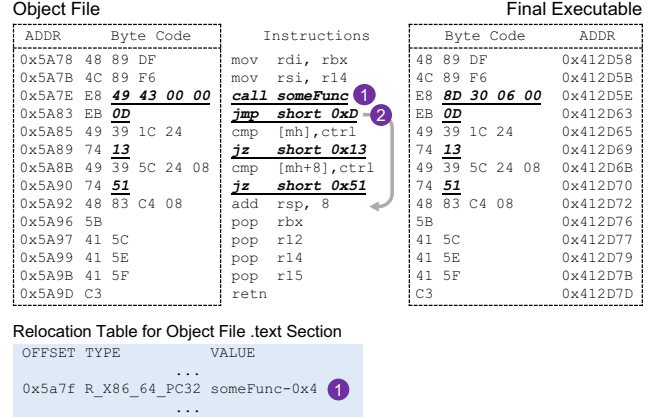 Object File Final Executable
ADDR Byte Code Instructions Byte Code ADDR
0x5A78 48 89 DF mov rdi, rbx 48 89 DF 0x412D58
0x5A7B 4C 89 F6 mov rsi, r14 4C 89 F6 0x412D5B
0x5A7E E8 49 43 00 00 call someFunc 1 E8 8D 30 06 00 0x412D5E
0x5A83 EB 0D jmp short 0xD 2 EB 0D 0x412D63
0x5A85 49 39 1C 24 cmp [mh],ctrl 49 39 1C 24 0x412D65
0x5A89 74 13 jz short 0x13 74 13 0x412D69
0x5A8B 49 39 5C 24 08 cmp [mh+8],ctrl 49 39 5C 24 08 0x412D6B
0x5A90 74 51 jz short 0x51 74 51 0x412D70
0x5A92 48 83 C4 08 add rsp, 8 48 83 C4 08 0x412D72
0x5A96 5B pop rbx 5B 0x412D76
0x5A97 41 5C pop r12 41 5C 0x412D77
0x5A99 41 5E pop r14 41 5E 0x412D79
0x5A9B 41 5F pop r15 41 5F 0x412D7B
0x5A9D C3 retn C3 0x412D7D
Relocation Table for Object File .text Section
OFFSET TYPE VALUE
...
0x5a7f R_X86_64_PC32 someFunc-0x4 1
...